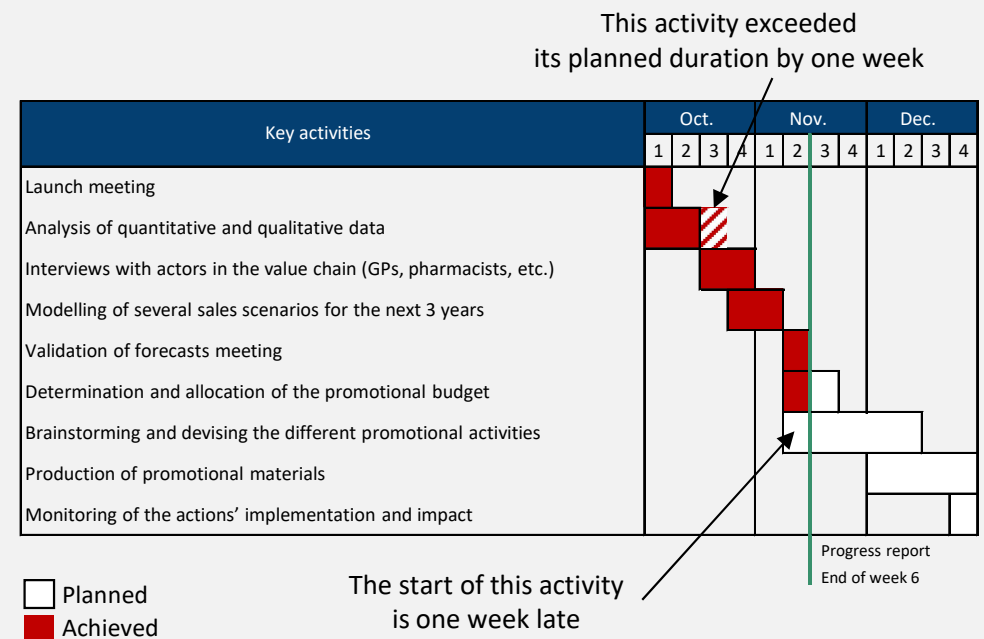 This activity exceeded
its planned duration by one week
Key activities
Oct. Nov. Dec.
1 2 3 4 1 2 3 4 1 2 3 4
Launch meeting
Analysis of quantitative and qualitative data
Interviews with actors in the value chain (GPs, pharmacists, etc.)
Modelling of several sales scenarios for the next 3 years
Validation of forecasts meeting
Determination and allocation of the promotional budget
Brainstorming and devising the different promotional activities
Production of promotional materials
Monitoring of the actions’ implementation and impact
Progress report
End of week 6
The start of this activity
is one week late
Planned
Achieved